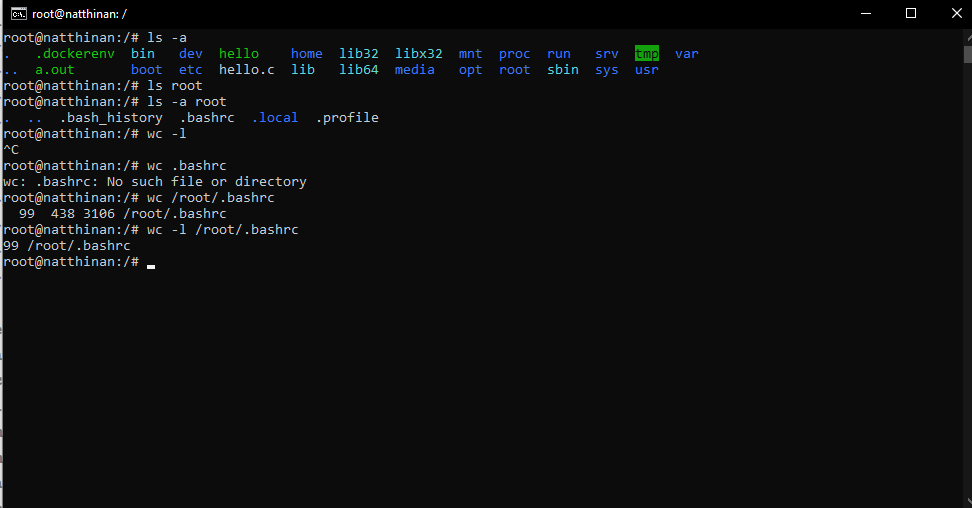 root@natthinan: /
root@natthinan:/# ls -a
.   .dockerenv  bin   dev  hello    home  lib32  libx32  mnt  proc  run   srv  tmp  var
..  a.out       boot  etc  hello.c  lib   lib64  media   opt  root  sbin  sys  usr
root@natthinan:/# ls root
root@natthinan:/# ls -a root
.  ..  .bash_history  .bashrc  .local  .profile
root@natthinan:/# wc -l
^C
root@natthinan:/# wc .bashrc
wc: .bashrc: No such file or directory
root@natthinan:/# wc /root/.bashrc
  99  438 3106 /root/.bashrc
root@natthinan:/# wc -l /root/.bashrc
99 /root/.bashrc
root@natthinan:/#